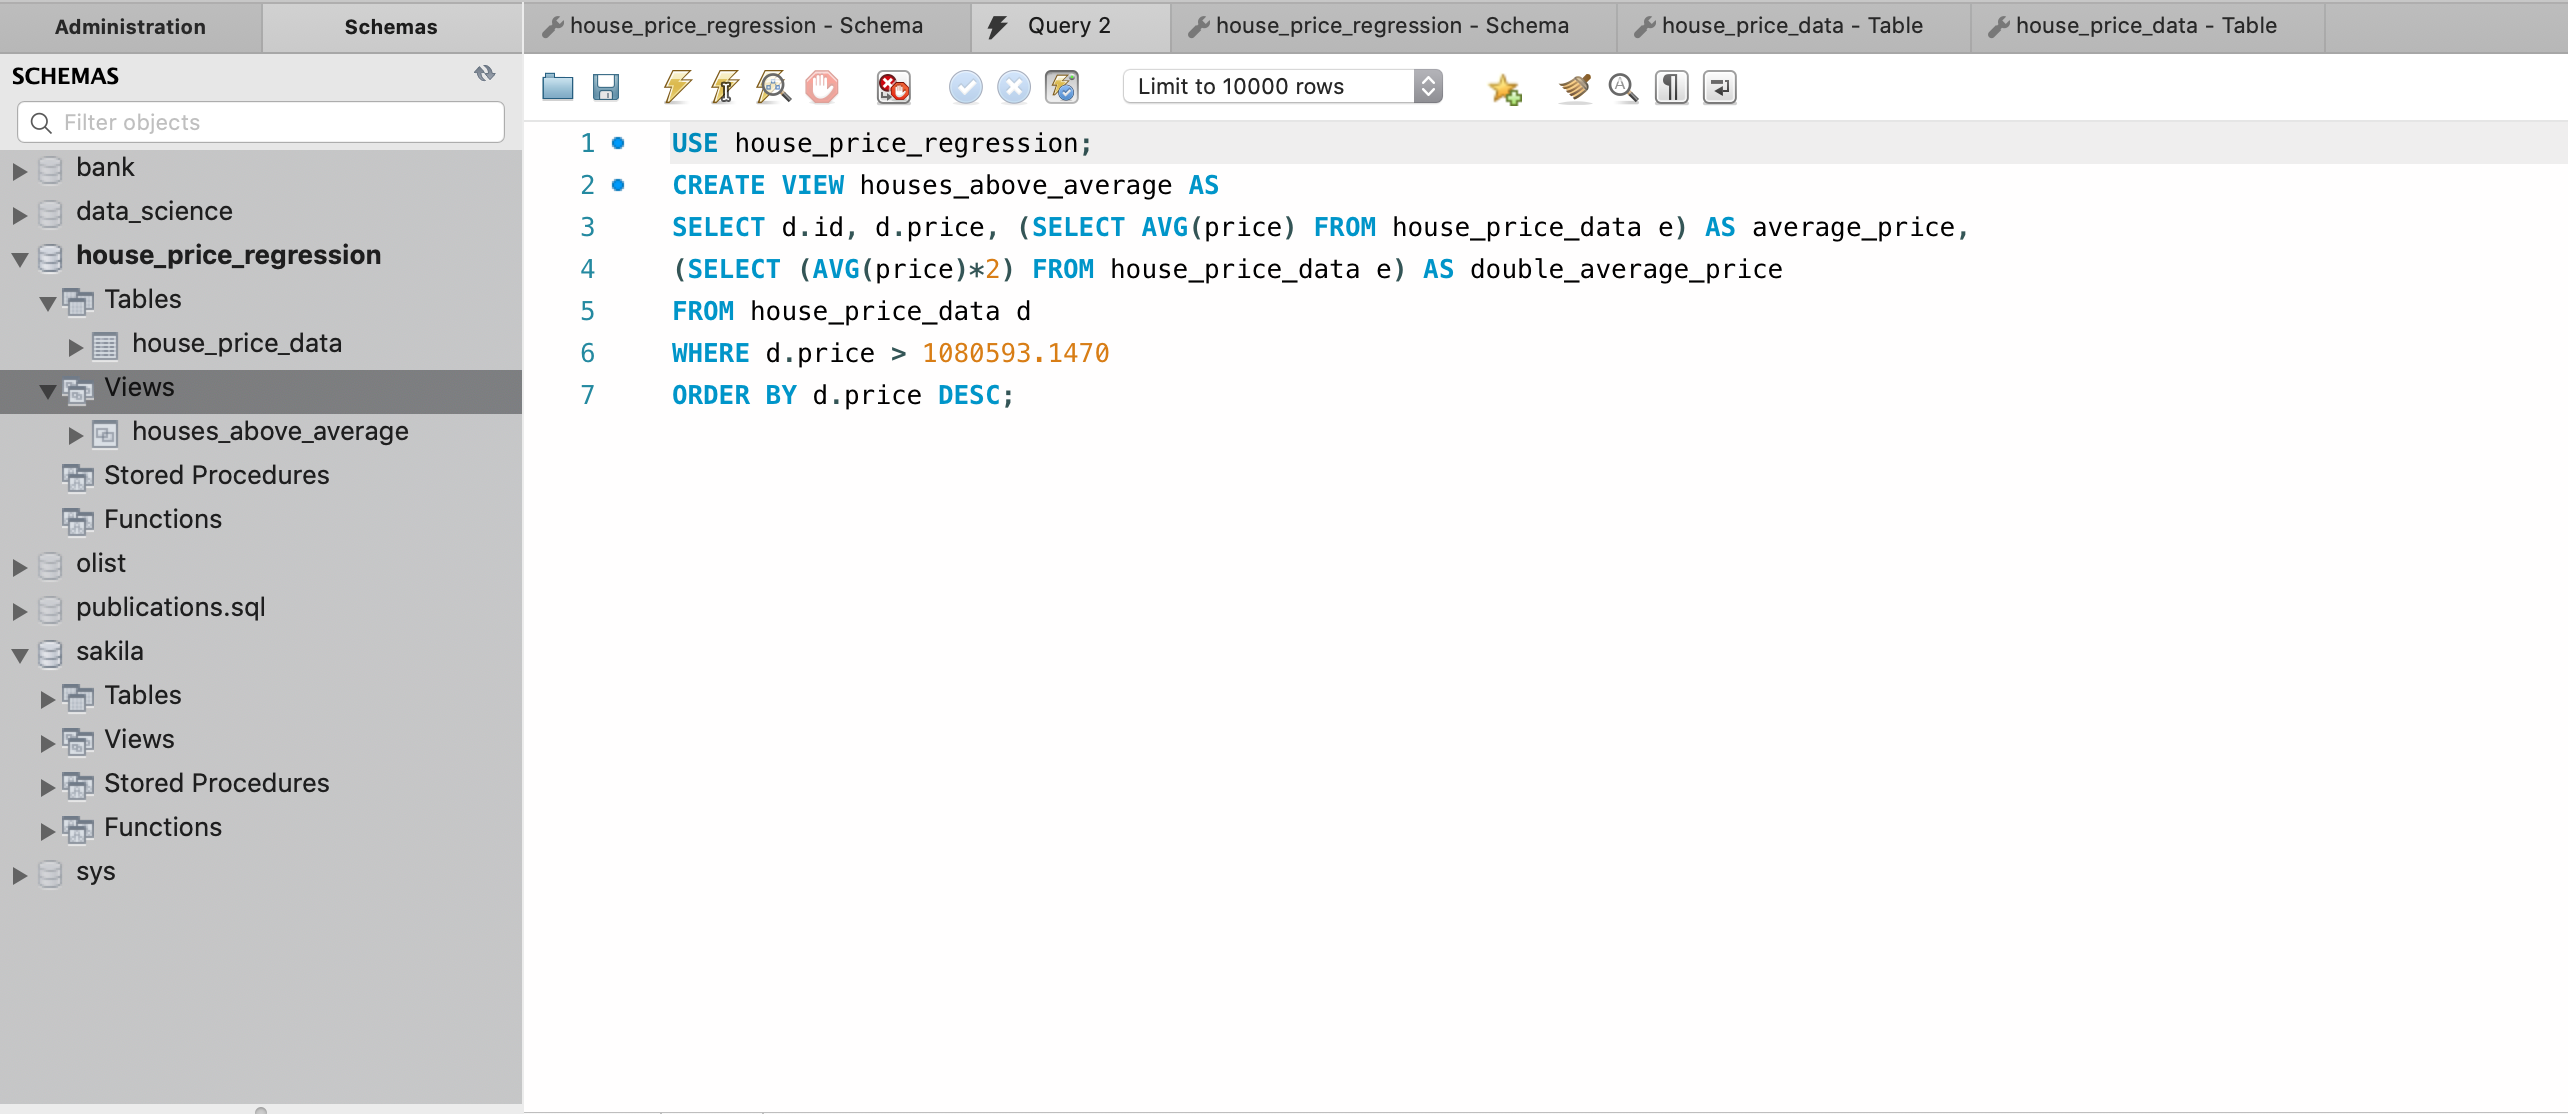 Administration Schemas house_price_regression - Schema Query 2 house_price_regression - Schema house_price_data - Table house_price_data - Table
SCHEMAS
Filter objects
bank
data_science
house_price_regression
Tables
house_price_data
Views
houses_above_average
Stored Procedures
Functions
olist
publications.sql
sakila
Tables
Views
Stored Procedures
Functions
sys
Limit to 10000 rows
1 USE house_price_regression;
2 CREATE VIEW houses_above_average AS
3 SELECT d.id, d.price, (SELECT AVG(price) FROM house_price_data e) AS average_price,
4 (SELECT (AVG(price)*2) FROM house_price_data e) AS double_average_price
5 FROM house_price_data d
6 WHERE d.price > 1080593.1470
7 ORDER BY d.price DESC;